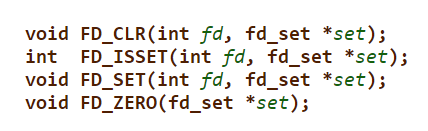 void FD_CLR(int fd, fd_set *set);
int  FD_ISSET(int fd, fd_set *set);
void FD_SET(int fd, fd_set *set);
void FD_ZERO(fd_set *set);